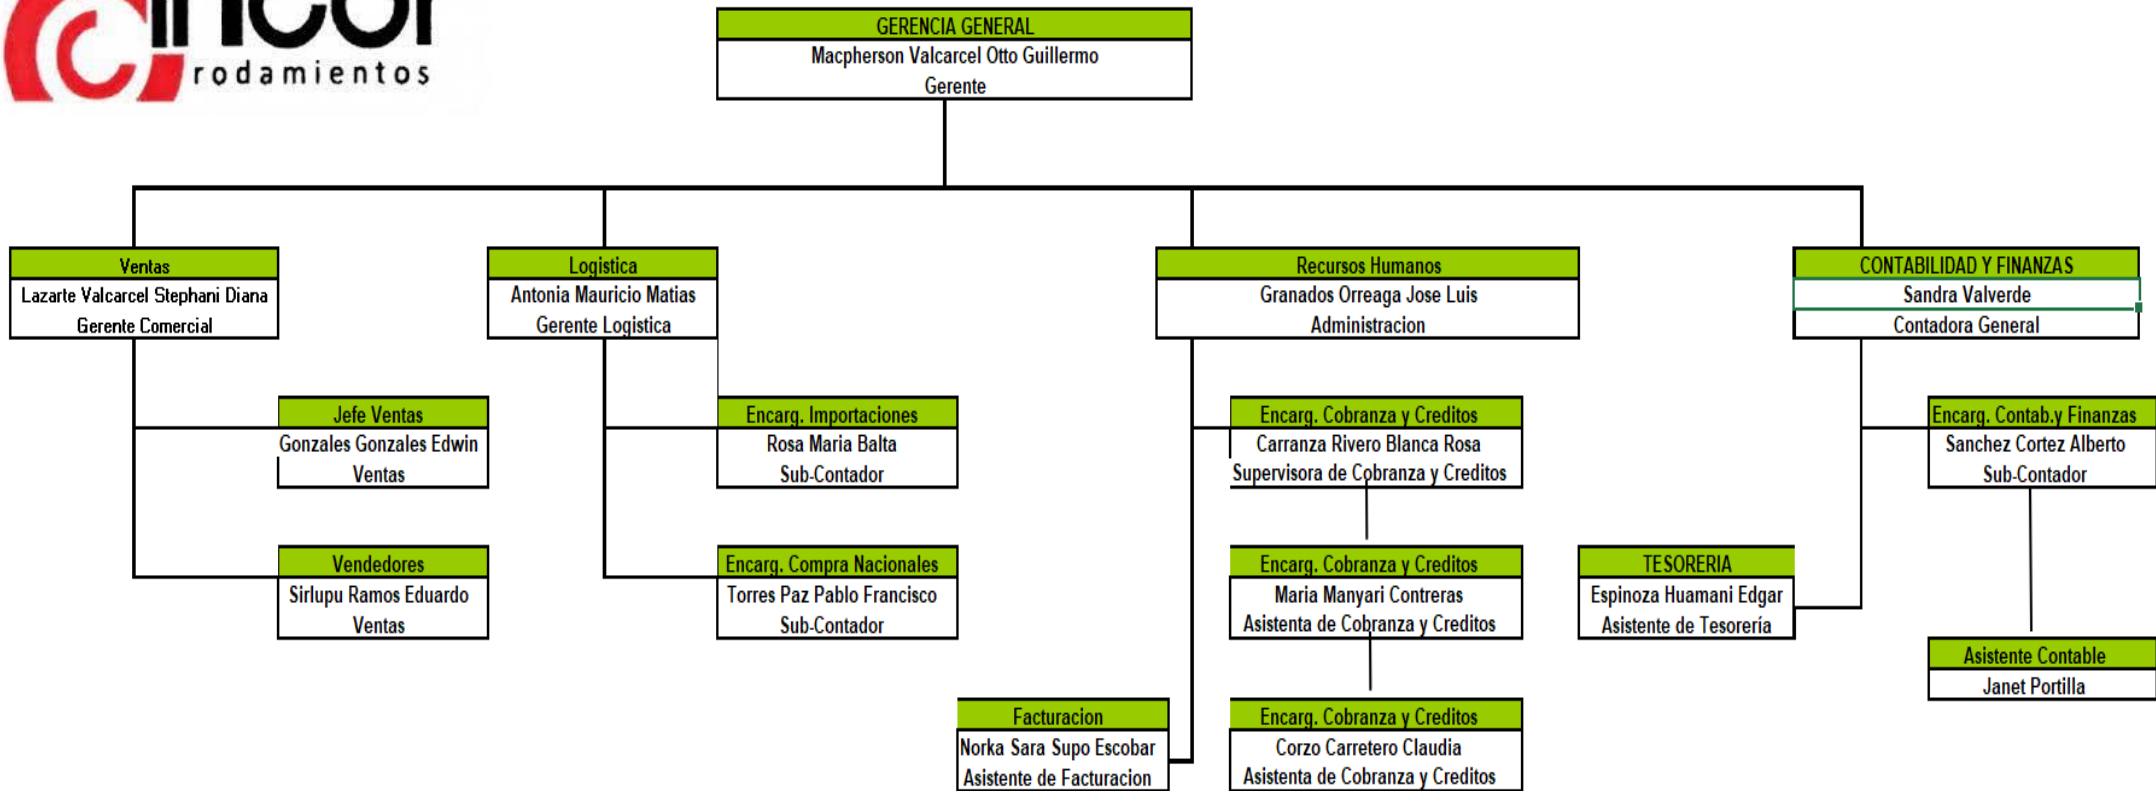 incor
rodamientos
GERENCIA GENERAL
Macpherson Valcarcel Otto Guillermo
Gerente
Ventas
Lazarte Valcarcel Stephani Diana
Gerente Comercial
Logistica
Antonia Mauricio Matias
Gerente Logistica
Recursos Humanos
Granados Orreaga Jose Luis
Administracion
CONTABILIDAD Y FINANZAS
Sandra Valverde
Contadora General
Jefe Ventas
Gonzales Gonzales Edwin
Ventas
Encarg. Importaciones
Rosa Maria Balta
Sub-Contador
Encarg. Cobranza y Creditos
Carranza Rivero Blanca Rosa
Supervisora de Cobranza y Creditos
Encarg. Contab.y Finanzas
Sanchez Cortez Alberto
Sub-Contador
Vendedores
Sirlupu Ramos Eduardo
Ventas
Encarg. Compra Nacionales
Torres Paz Pablo Francisco
Sub-Contador
Encarg. Cobranza y Creditos
Maria Manyari Contreras
Asistenta de Cobranza y Creditos
TESORERIA
Espinoza Huamani Edgar
Asistente de Tesorería
Asistente Contable
Janet Portilla
Facturacion
Norka Sara Supo Escobar
Asistente de Facturacion
Encarg. Cobranza y Creditos
Corzo Carretero Claudia
Asistenta de Cobranza y Creditos